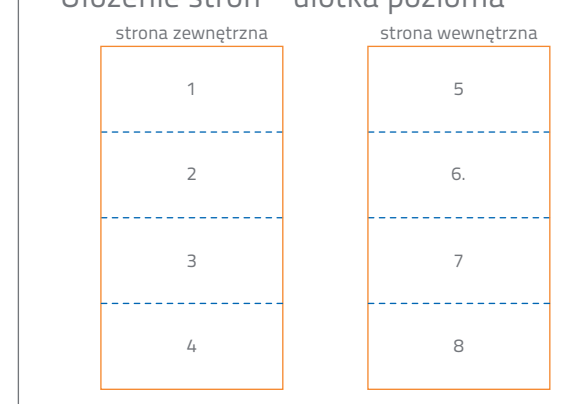 Ułożenie stron – ulotka pozioma
strona zewnętrzna
strona wewnętrzna
1
5
2
6.
3
7
4
8